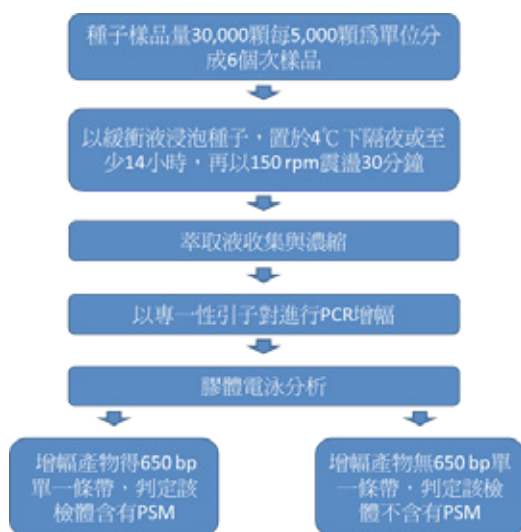 種子樣品量30,000顆每5,000顆爲單位分
成6個次樣品
以緩衝液浸泡種子，置於4℃下隔夜或至
少14小時，再以150 rpm震盪30分鐘
萃取液收集與濃縮
以專一性引子對進行PCR增幅
膠體電泳分析
增幅產物得650 bp
單一條帶，判定該
檢體含有PSM
增幅產物無650 bp單
一條帶，判定該檢
體不含有PSM